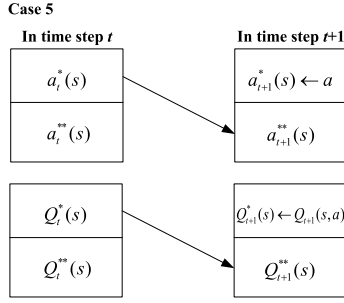 Case 5
In time step t In time step t+1
a*_t(s) a*_{t+1}(s) ← a
a**_t(s) a**_{t+1}(s)
Q*_t(s) Q*_{t+1}(s) ← Q_{t+1}(s,a)
Q**_t(s) Q**_{t+1}(s)